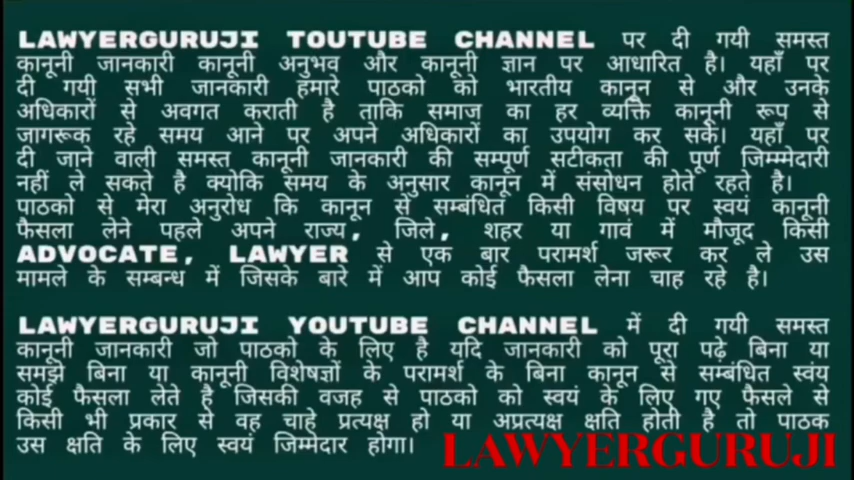 LAWYERGURUJI TOUTUBE CHANNEL पर दी गयी समस्त
कानूनी जानकारी कानूनी अनुभव और कानूनी ज्ञान पर आधारित है। यहाँ पर
दी गयी सभी जानकारी हमारे पाठको को भारतीय कानून से और उनके
अधिकारों से अवगत कराती है ताकि समाज का हर व्यक्ति कानूनी रूप से
जागरूक रहे समय आने पर अपने अधिकारों का उपयोग कर सकें। यहाँ पर
दी जाने वाली समस्त कानूनी जानकारी की सम्पूर्ण सटीकता की पूर्ण जिम्म्मेदारी
नहीं ले सकते है क्योकि समय के अनुसार कानून में संसोधन होते रहते है।
पाठको से मेरा अनुरोध कि कानून से सम्बंधित किसी विषय पर स्वयं कानूनी
फैसला लेने पहले अपने राज्य, जिले, शहर या गावं में मौजूद किसी
ADVOCATE, LAWYER से एक बार परामर्श जरूर कर ले उस
मामले के सम्बन्ध में जिसके बारे में आप कोई फैसला लेना चाह रहे है।
LAWYERGURUJI YOUTUBE CHANNEL में दी गयी समस्त
कानूनी जानकारी जो पाठको के लिए है यदि जानकारी को पूरा पढ़े बिना या
समझे बिना या कानूनी विशेषज्ञों के परामर्श के बिना कानून से सम्बंधित स्वंय
कोई फैसला लेते है जिसकी वजह से पाठको को स्वयं के लिए गए फैसले से
किसी भी प्रकार से वह चाहे प्रत्यक्ष हो या अप्रत्यक्ष क्षति होती है तो पाठक
उस क्षति के लिए स्वयं जिम्मेदार होगा।
LAWYERGURUJI